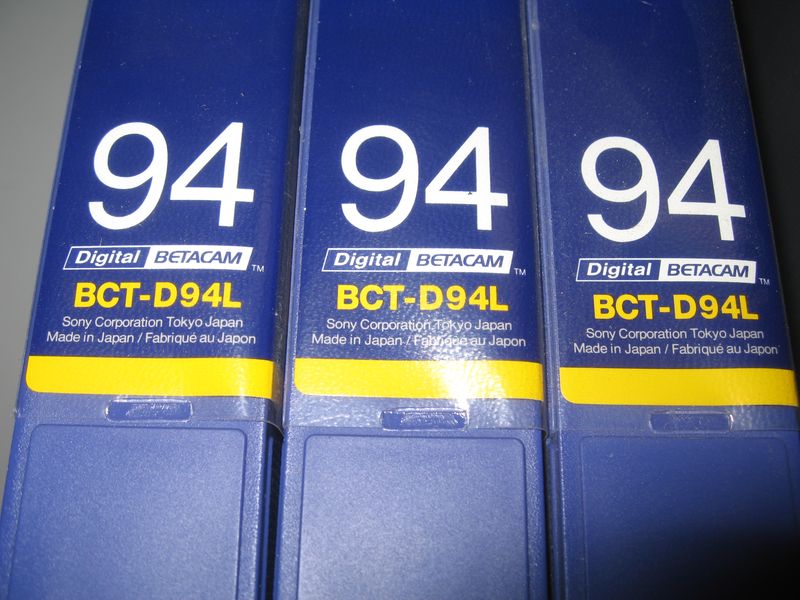 94
Digital BETACAM™
BCT-D94L
Sony Corporation Tokyo Japan
Made in Japan / Fabriqué au Japon
94
Digital BETACAM™
BCT-D94L
Sony Corporation Tokyo Japan
Made in Japan / Fabriqué au Japon
94
Digital BETACAM™
BCT-D94L
Sony Corporation Tokyo Japan
Made in Japan / Fabriqué au Japon